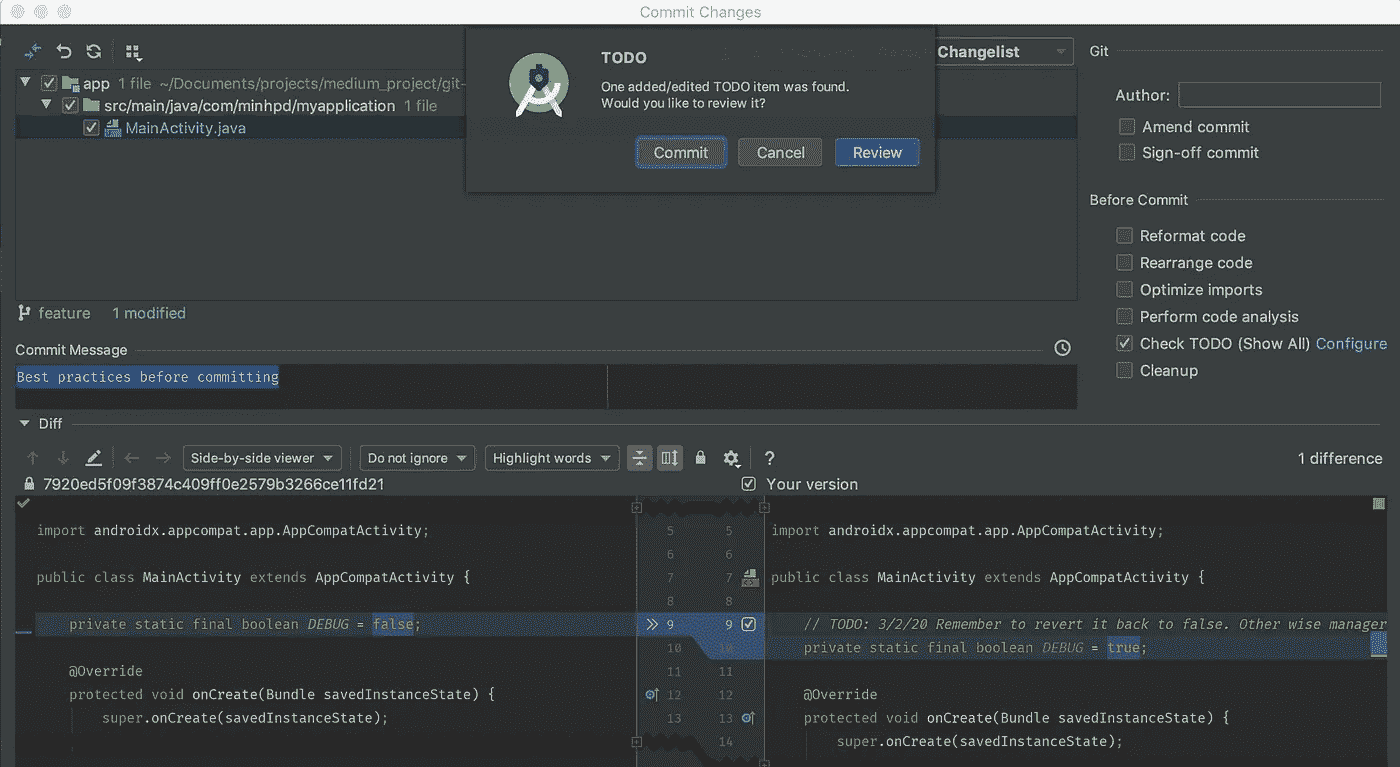 Commit Changes
TODO
One added/edited TODO item was found.
Would you like to review it?
Commit Cancel Review
Changelist
app 1 file ~/Documents/projects/medium_project/git-
src/main/java/com/minhpd/myapplication 1 file
MainActivity.java
feature 1 modified
Git
Author:
Amend commit
Sign-off commit
Before Commit
Reformat code
Rearrange code
Optimize imports
Perform code analysis
Check TODO (Show All) Configure
Cleanup
Commit Message
Best practices before committing
Diff
Side-by-side viewer Do not ignore Highlight words ? 1 difference
7920ed5f09f3874c409ff0e2579b3266ce11fd21 Your version
import androidx.appcompat.app.AppCompatActivity; 5 5 import androidx.appcompat.app.AppCompatActivity;
6 6
public class MainActivity extends AppCompatActivity { 7 7 public class MainActivity extends AppCompatActivity {
8 8
private static final boolean DEBUG = false; 9 9 // TODO: 3/2/20 Remember to revert it back to false. Other wise manager
10 10 private static final boolean DEBUG = true;
@Override 11 11
protected void onCreate(Bundle savedInstanceState) { 12 12 @Override
super.onCreate(savedInstanceState); 13 13 protected void onCreate(Bundle savedInstanceState) {
14 super.onCreate(savedInstanceState);